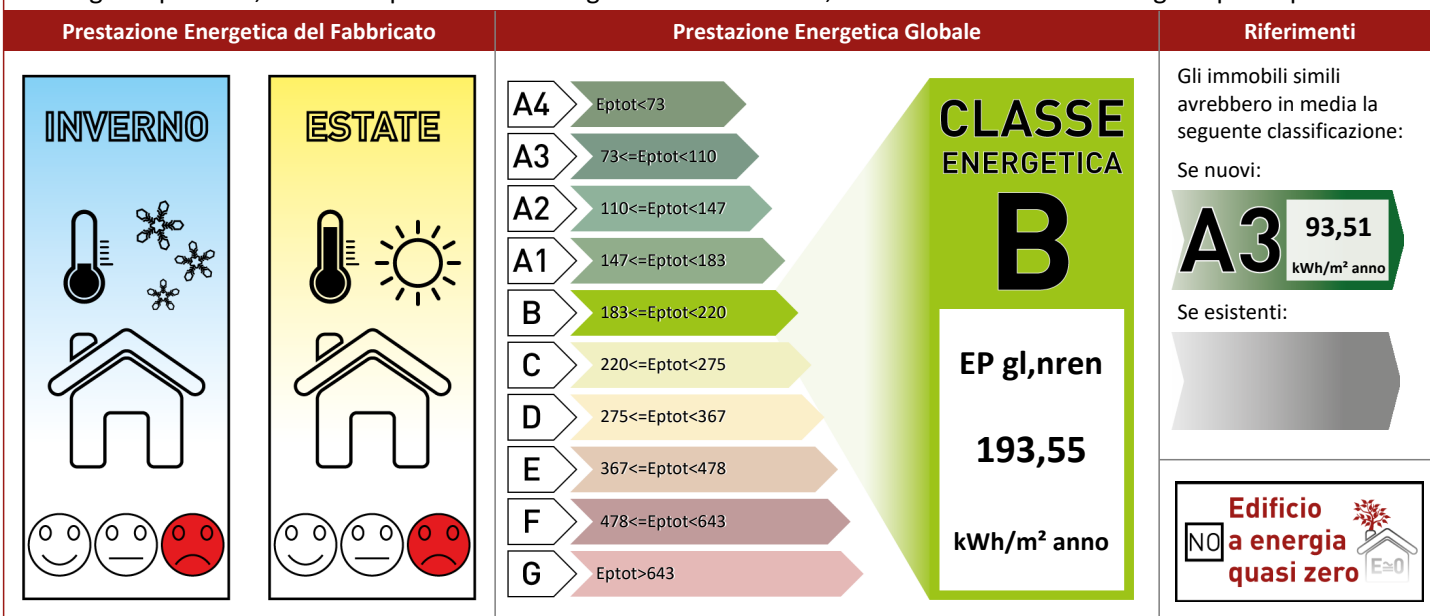 Prestazione Energetica del Fabbricato
Prestazione Energetica Globale
Riferimenti
INVERNO
ESTATE
A4 Eptot<73
A3 73<=Eptot<110
A2 110<=Eptot<147
A1 147<=Eptot<183
B 183<=Eptot<220
C 220<=Eptot<275
D 275<=Eptot<367
E 367<=Eptot<478
F 478<=Eptot<643
G Eptot>643
CLASSE
ENERGETICA
B
EP gl,nren
193,55
kWh/m² anno
Gli immobili simili
avrebbero in media la
seguente classificazione:
Se nuovi:
A3
93,51
kWh/m² anno
Se esistenti:
Edificio
NO a energia
quasi zero
E≃0